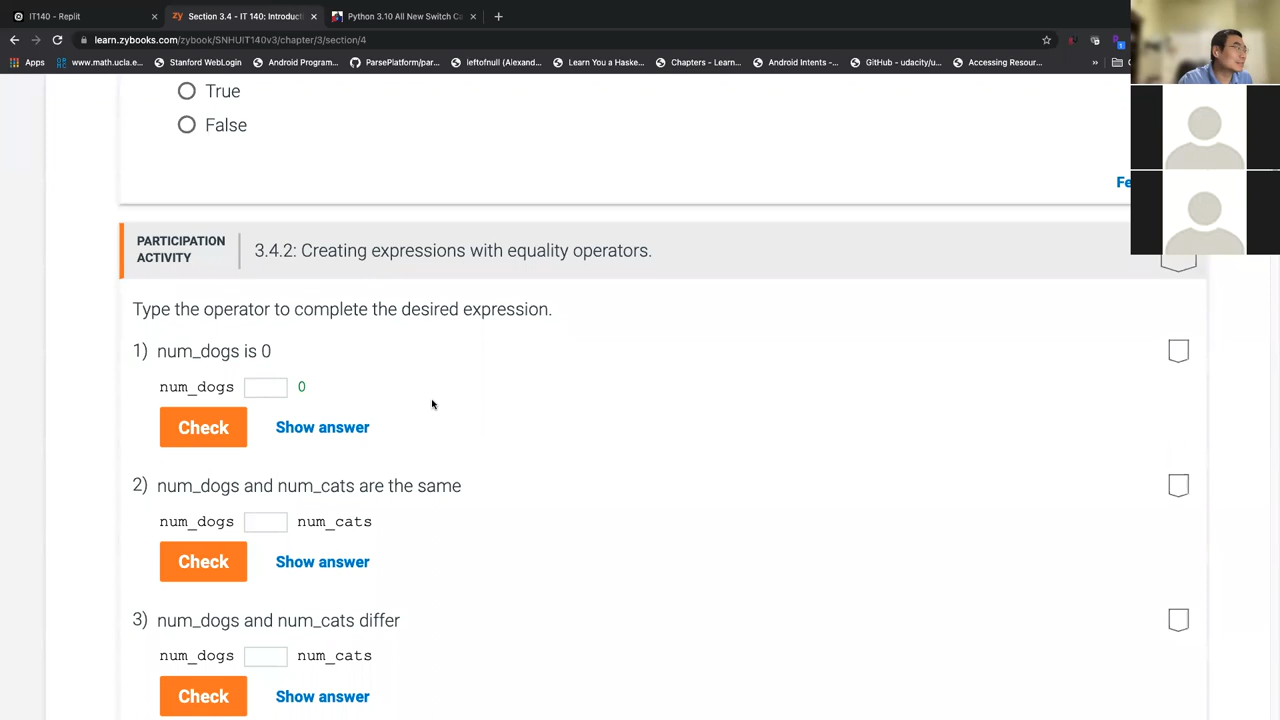 IT140 - Replit
Section 3.4 - IT 140: Introducti
Python 3.10 All New Switch Ca
learn.zybooks.com/zybook/SNHUIT140v3/chapter/3/section/4
Apps www.math.ucla.e... Stanford WebLogin Android Program... ParsePlatform/par... leftofnull (Alexand... Learn You a Haske... Chapters – Learn... Android Intents –... GitHub - udacity/u... Accessing Resour... »
True
False
Fe
PARTICIPATION
ACTIVITY
3.4.2: Creating expressions with equality operators.
Type the operator to complete the desired expression.
1) num_dogs is 0
num_dogs 0
Check Show answer
2) num_dogs and num_cats are the same
num_dogs num_cats
Check Show answer
3) num_dogs and num_cats differ
num_dogs num_cats
Check Show answer